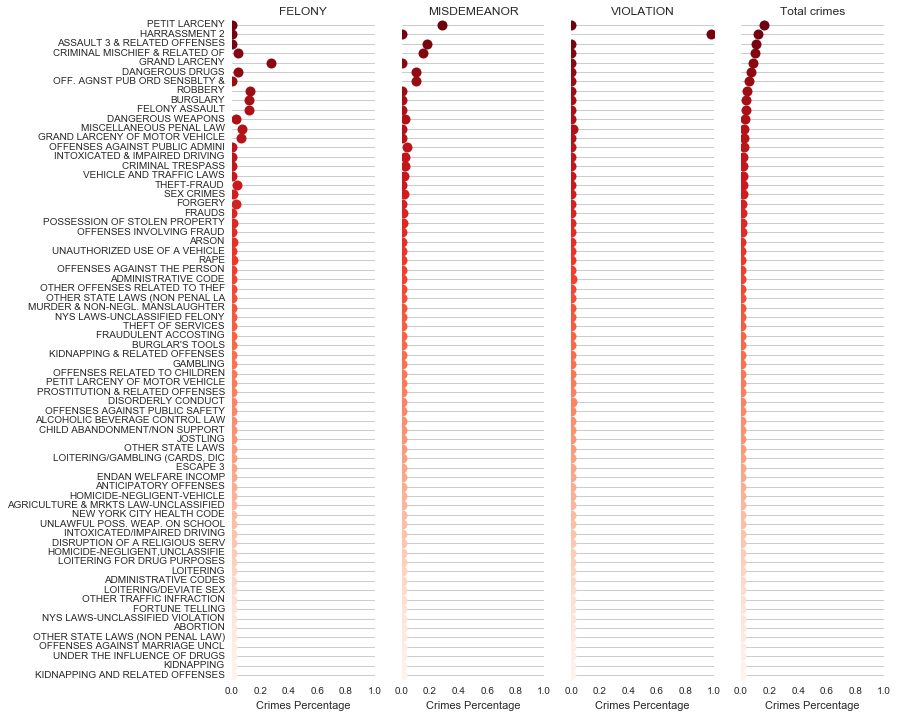 FELONY MISDEMEANOR VIOLATION Total crimes
PETIT LARCENY
HARRASSMENT 2
ASSAULT 3 & RELATED OFFENSES
CRIMINAL MISCHIEF & RELATED OF
GRAND LARCENY
DANGEROUS DRUGS
OFF. AGNST PUB ORD SENSBLTY &
ROBBERY
BURGLARY
FELONY ASSAULT
DANGEROUS WEAPONS
MISCELLANEOUS PENAL LAW
GRAND LARCENY OF MOTOR VEHICLE
OFFENSES AGAINST PUBLIC ADMINI
INTOXICATED & IMPAIRED DRIVING
CRIMINAL TRESPASS
VEHICLE AND TRAFFIC LAWS
THEFT-FRAUD
SEX CRIMES
FORGERY
FRAUDS
POSSESSION OF STOLEN PROPERTY
OFFENSES INVOLVING FRAUD
ARSON
UNAUTHORIZED USE OF A VEHICLE
RAPE
OFFENSES AGAINST THE PERSON
ADMINISTRATIVE CODE
OTHER OFFENSES RELATED TO THEF
OTHER STATE LAWS (NON PENAL LA
MURDER & NON-NEGL. MANSLAUGHTER
NYS LAWS-UNCLASSIFIED FELONY
THEFT OF SERVICES
FRAUDULENT ACCOSTING
BURGLAR'S TOOLS
KIDNAPPING & RELATED OFFENSES
GAMBLING
OFFENSES RELATED TO CHILDREN
PETIT LARCENY OF MOTOR VEHICLE
PROSTITUTION & RELATED OFFENSES
DISORDERLY CONDUCT
OFFENSES AGAINST PUBLIC SAFETY
ALCOHOLIC BEVERAGE CONTROL LAW
CHILD ABANDONMENT/NON SUPPORT
JOSTLING
OTHER STATE LAWS
LOITERING/GAMBLING (CARDS, DIC
ESCAPE 3
ENDAN WELFARE INCOMP
ANTICIPATORY OFFENSES
HOMICIDE-NEGLIGENT-VEHICLE
AGRICULTURE & MRKTS LAW-UNCLASSIFIED
NEW YORK CITY HEALTH CODE
UNLAWFUL POSS. WEAP. ON SCHOOL
INTOXICATED/IMPAIRED DRIVING
DISRUPTION OF A RELIGIOUS SERV
HOMICIDE-NEGLIGENT,UNCLASSIFIE
LOITERING FOR DRUG PURPOSES
LOITERING
ADMINISTRATIVE CODES
LOITERING/DEVIATE SEX
OTHER TRAFFIC INFRACTION
FORTUNE TELLING
NYS LAWS-UNCLASSIFIED VIOLATION
ABORTION
OTHER STATE LAWS (NON PENAL LAW)
OFFENSES AGAINST MARRIAGE UNCL
UNDER THE INFLUENCE OF DRUGS
KIDNAPPING
KIDNAPPING AND RELATED OFFENSES
0.0 0.2 0.4 0.6 0.8 1.0 0.0 0.2 0.4 0.6 0.8 1.0 0.0 0.2 0.4 0.6 0.8 1.0 0.0 0.2 0.4 0.6 0.8 1.0
Crimes Percentage Crimes Percentage Crimes Percentage Crimes Percentage